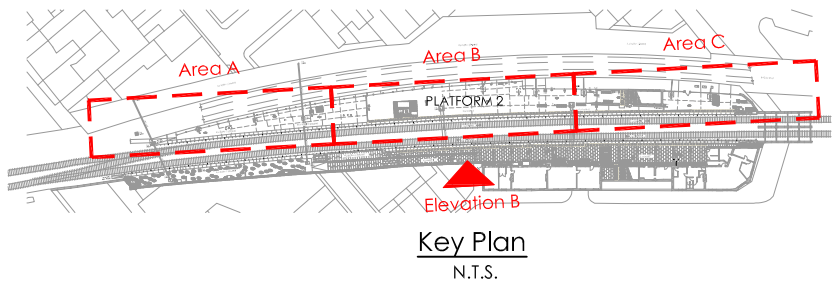 Area A
Area B
Area C
PLATFORM 2
Elevation B
Key Plan
N.T.S.